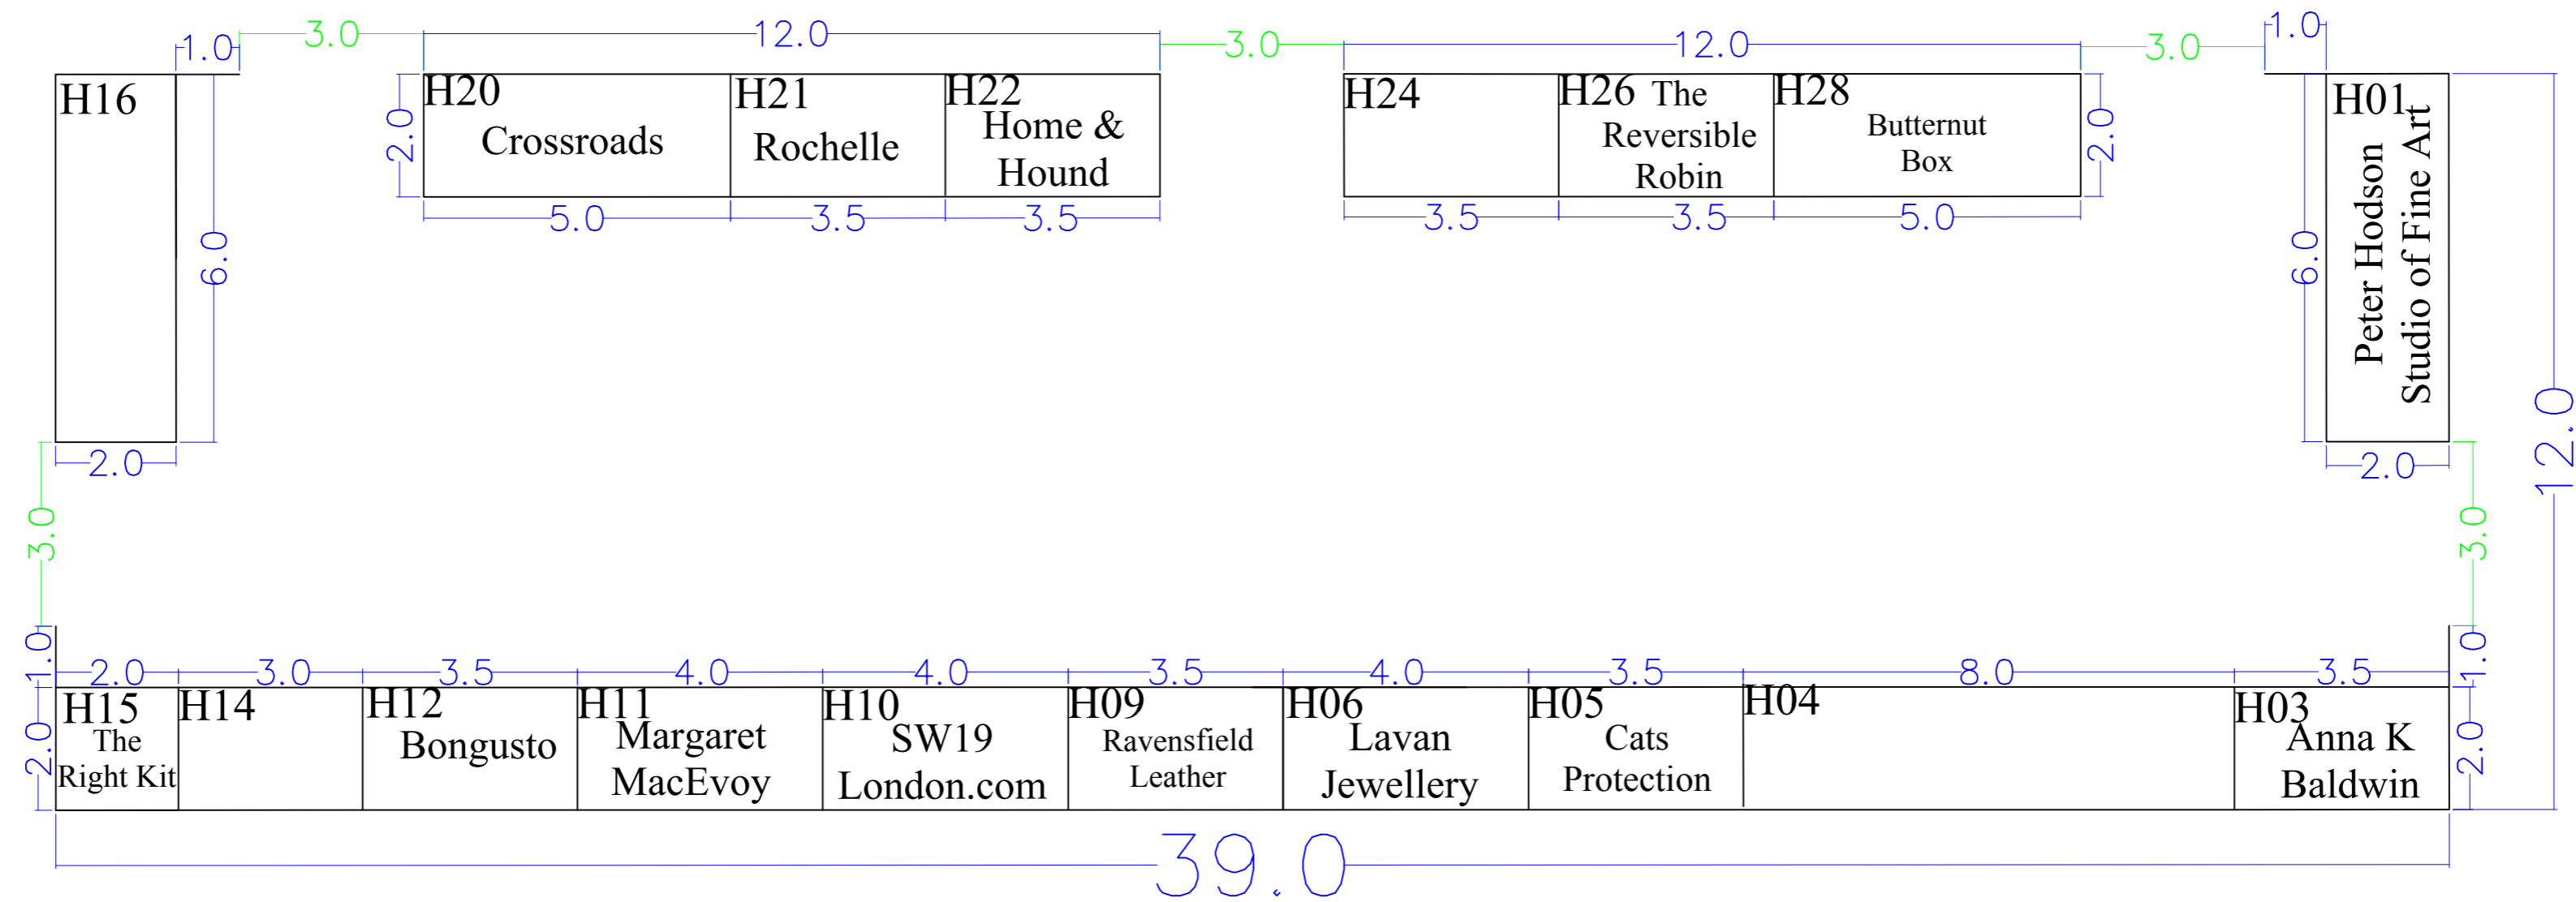 1.0
3.0
12.0
3.0
12.0
3.0
1.0
H16
6.0
2.0
2.0
H20
Crossroads
H21
Rochelle
H22
Home &
Hound
5.0
3.5
3.5
H24
H26 The
Reversible
Robin
H28
Butternut
Box
2.0
3.5
3.5
5.0
H01
Peter Hodson
Studio of Fine Art
6.0
2.0
12.0
3.0
3.0
1.0
2.0
3.0
3.5
4.0
4.0
3.5
4.0
3.5
8.0
3.5
1.0
2.0
H15
The
Right Kit
H14
H12
Bongusto
H11
Margaret
MacEvoy
H10
SW19
London.com
H09
Ravensfield
Leather
H06
Lavan
Jewellery
H05
Cats
Protection
H04
H03
Anna K
Baldwin
2.0
39.0